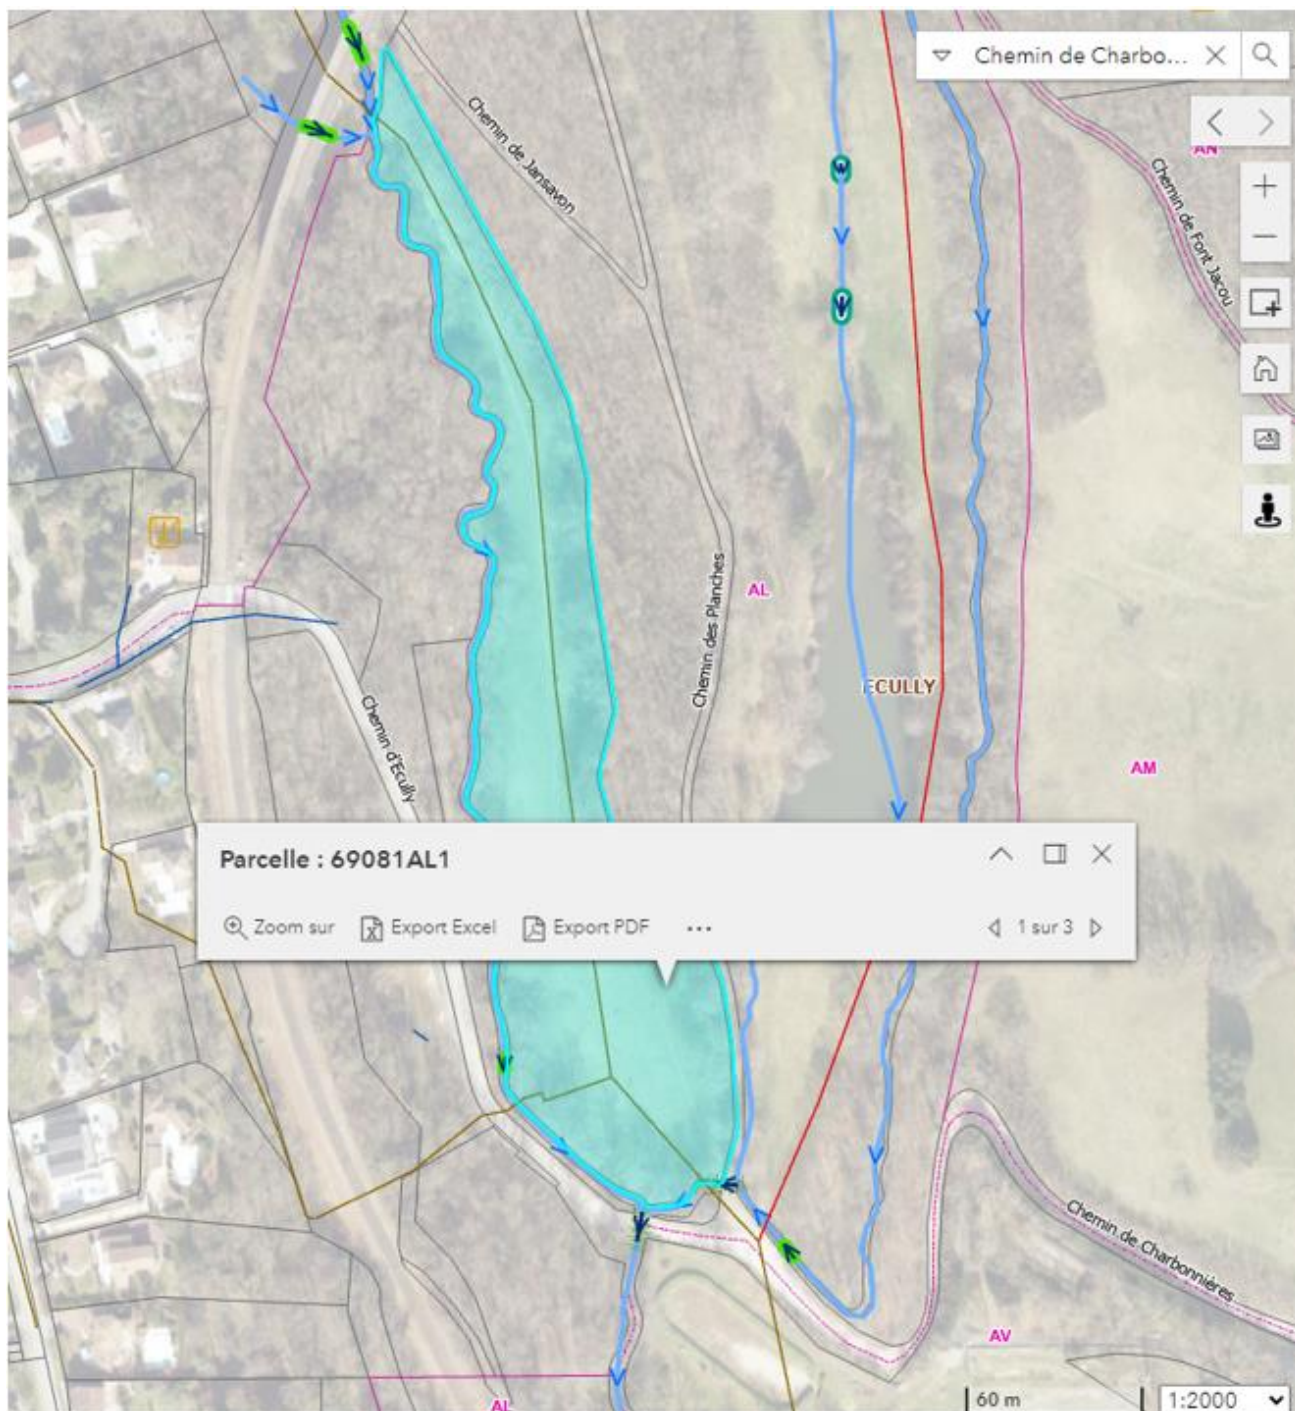 Chemin de Charbo...
AN
Chemin de Jansavon
Chemin de Font Jacou
AL
Chemin des Planches
ECULLY
Chemin d'Ecully
AM
Parcelle : 69081AL1
Zoom sur
Export Excel
Export PDF
...
1 sur 3
Chemin de Charbonnières
AV
60 m
1:2000
AL